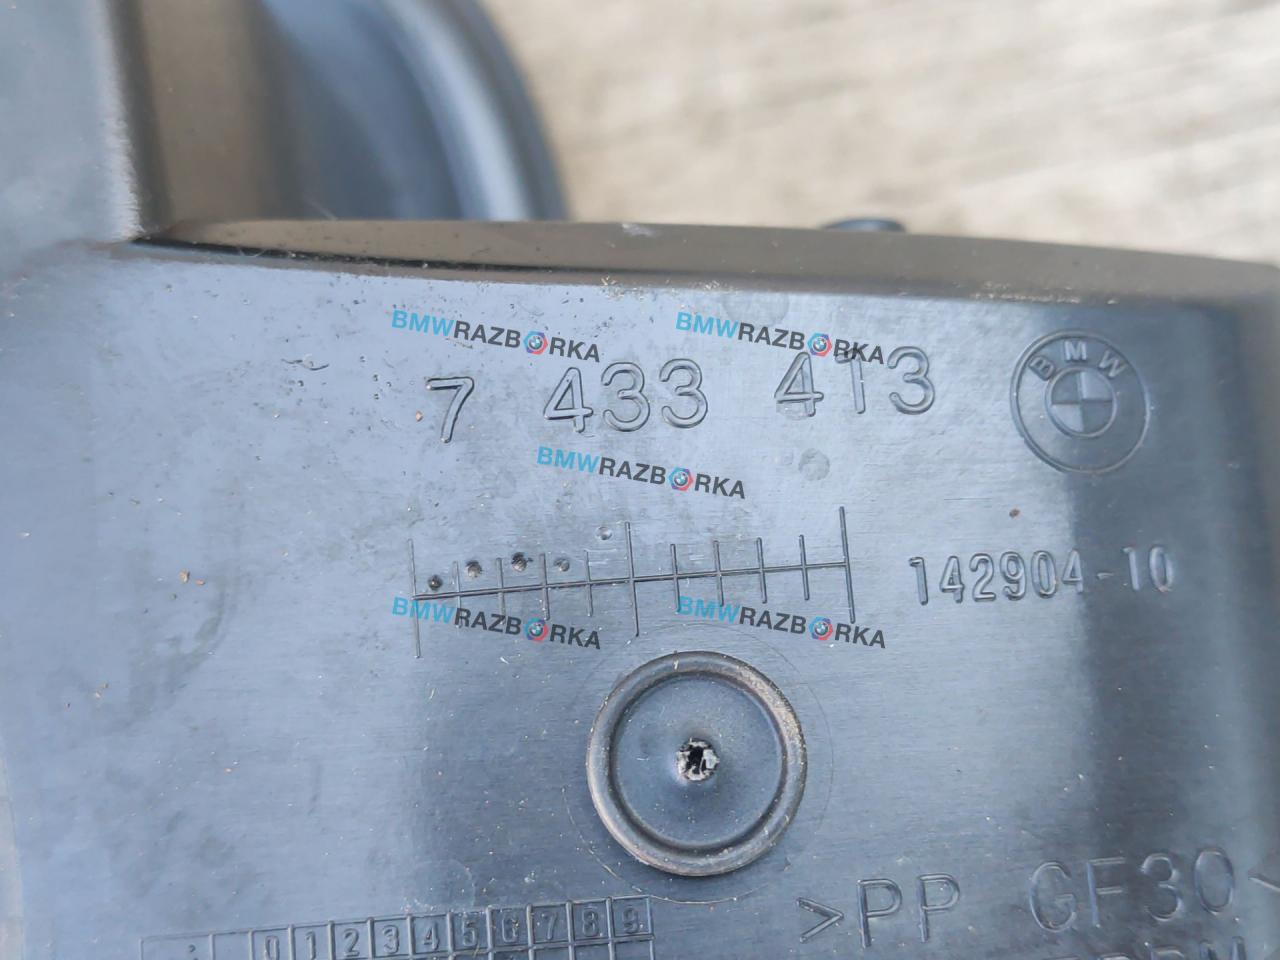 BMWRAZBORKA BMWRAZBORKA
7 433 413
BMW
BMWRAZBORKA
142904-10
BMWRAZBORKA BMWRAZBORKA
>PP GF30<
0 1 2 3 4 5 6 7 8 9